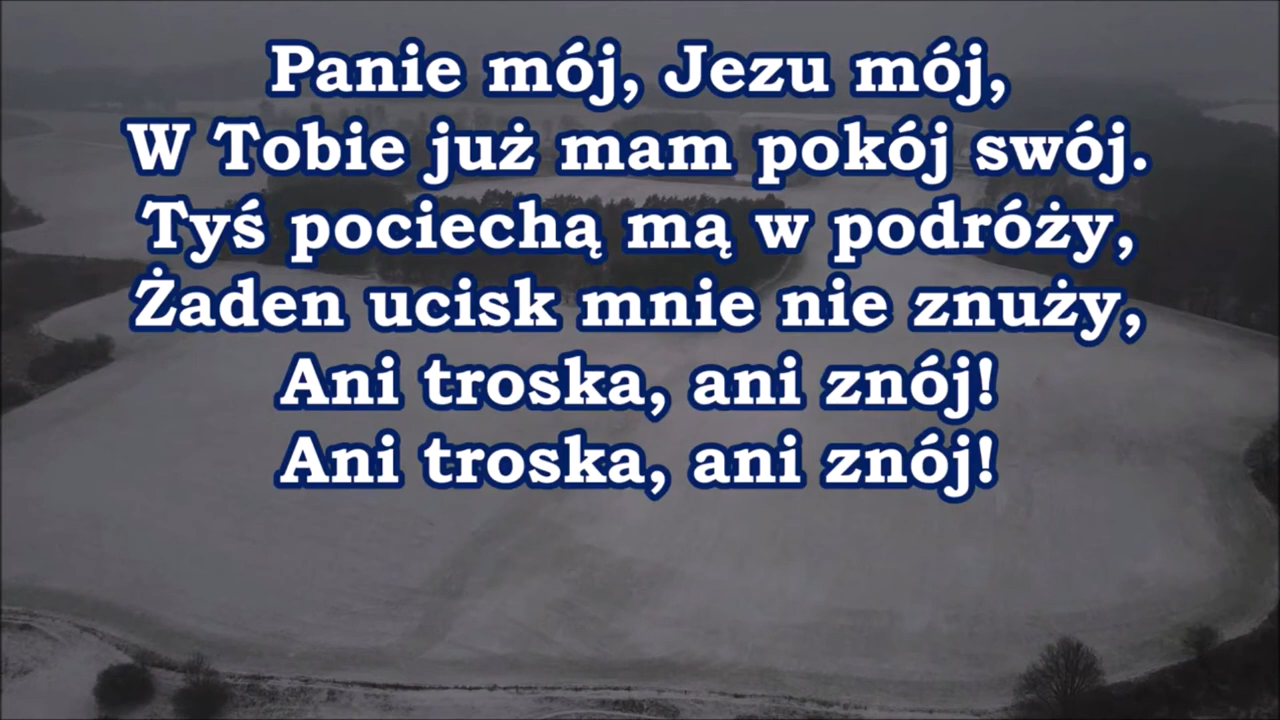 Panie mój, Jezu mój,
W Tobie już mam pokój swój.
Tyś pociechą mą w podróży,
Żaden ucisk mnie nie znuży,
Ani troska, ani znój!
Ani troska, ani znój!